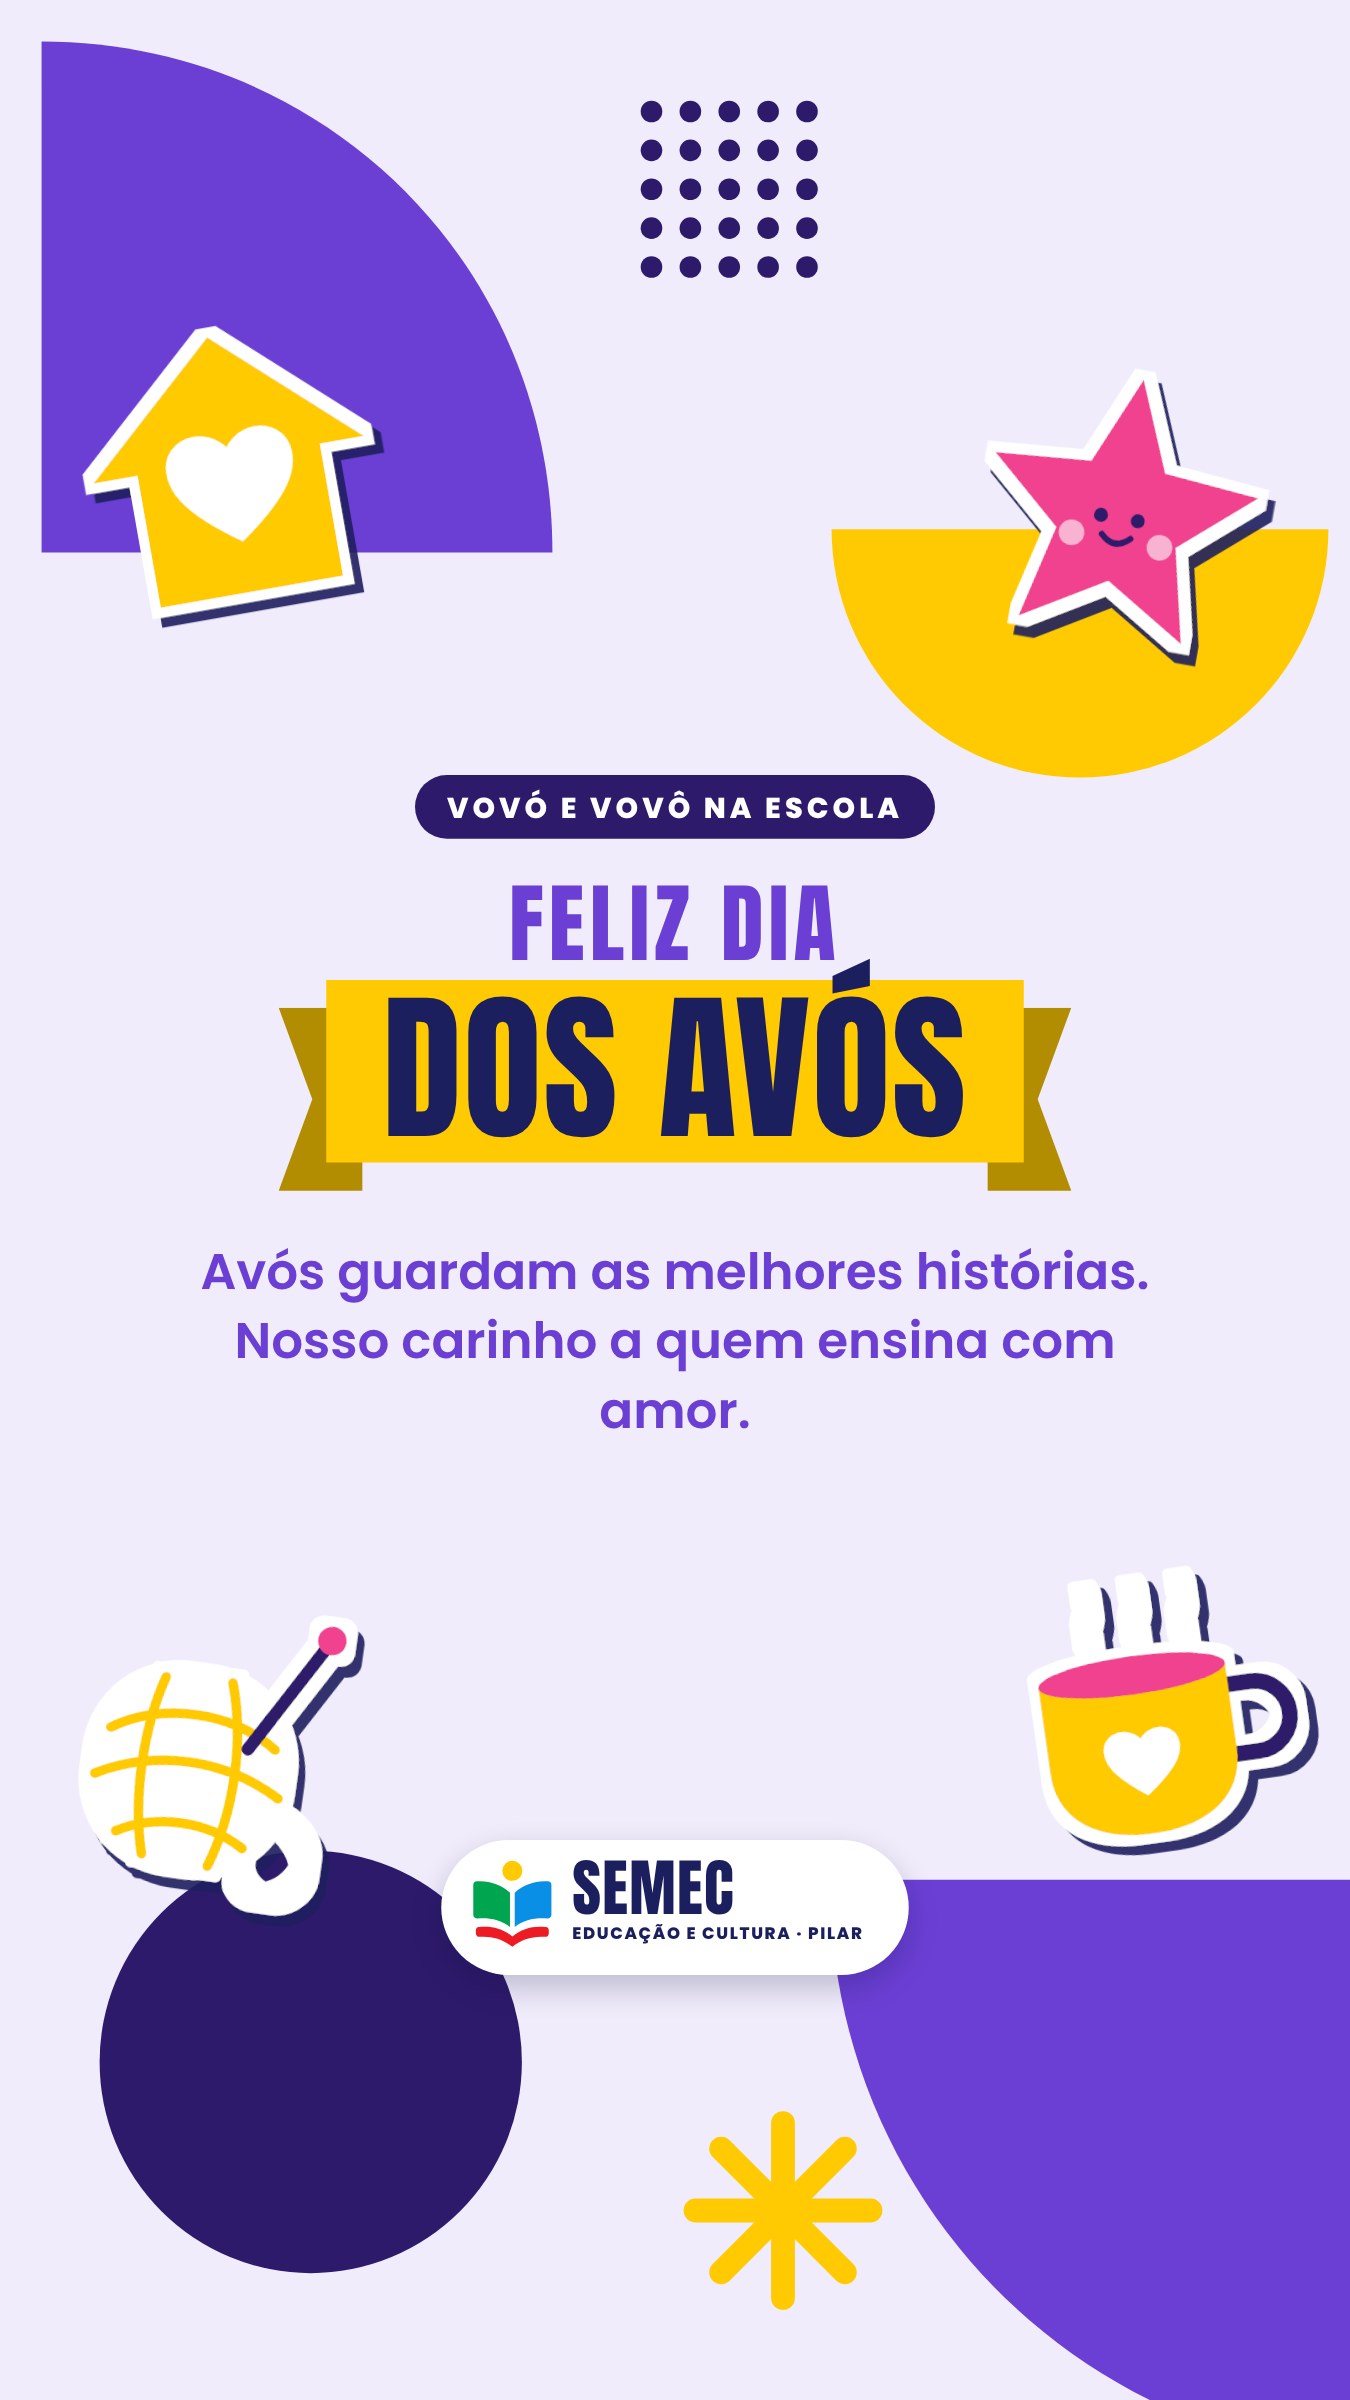 VOVÓ E VOVÔ NA ESCOLA
FELIZ DIA
DOS AVÓS
Avós guardam as melhores histórias.
Nosso carinho a quem ensina com
amor.
SEMEC
EDUCAÇÃO E CULTURA · PILAR